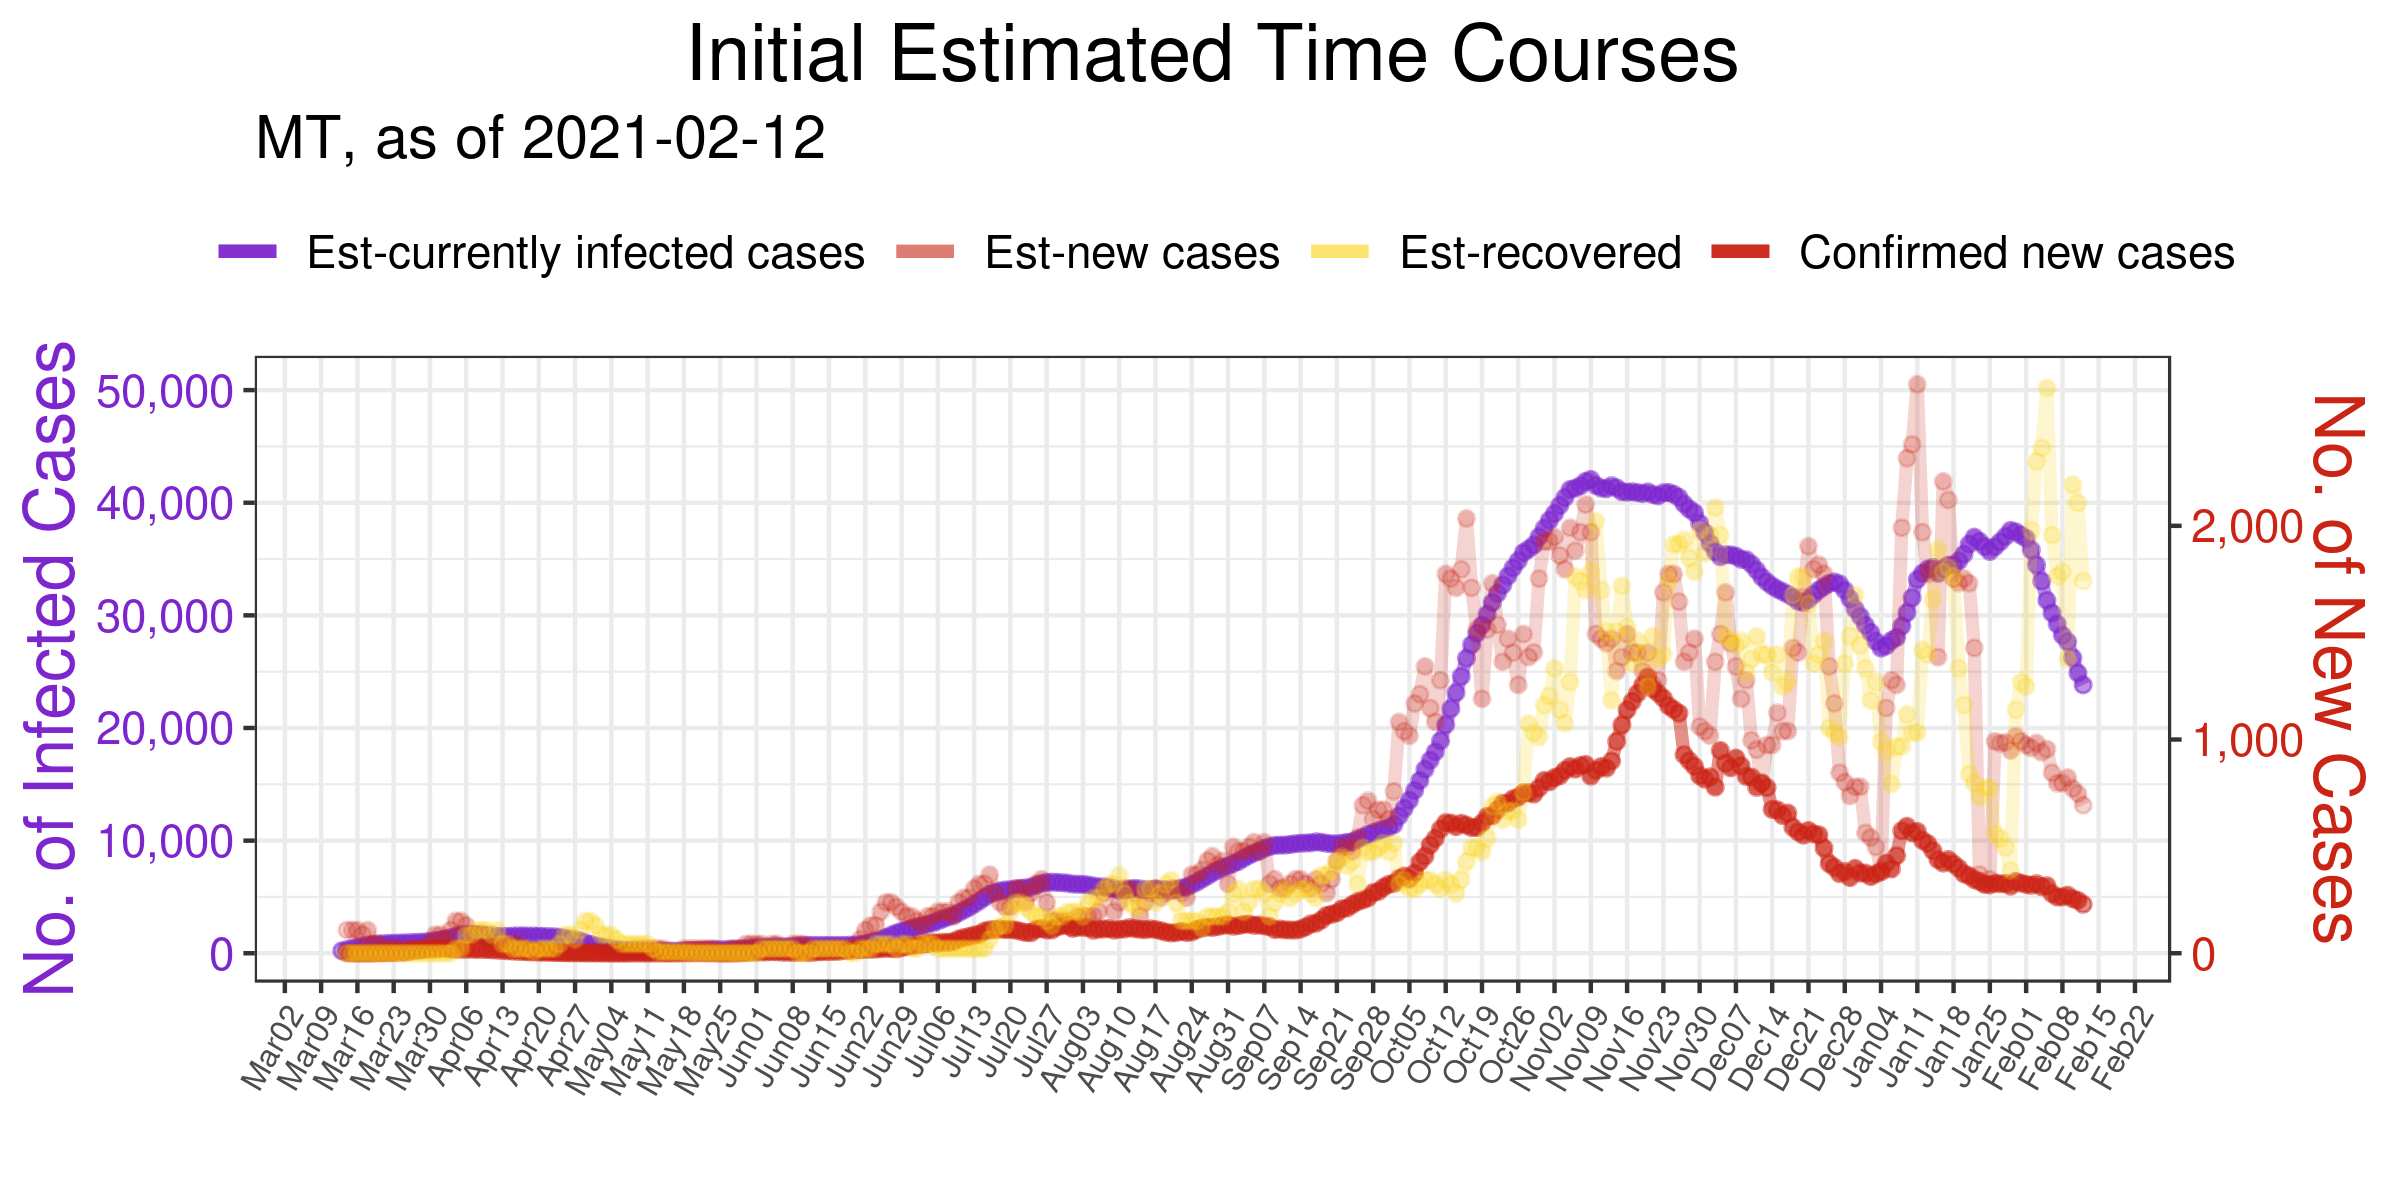 Initial Estimated Time Courses
MT, as of 2021-02-12
Est-currently infected cases
Est-new cases
Est-recovered
Confirmed new cases
No. of Infected Cases
50,000
40,000
30,000
20,000
10,000
0
No. of New Cases
2,000
1,000
0
Mar02
Mar09
Mar16
Mar23
Mar30
Apr06
Apr13
Apr20
Apr27
May04
May11
May18
May25
Jun01
Jun08
Jun15
Jun22
Jun29
Jul06
Jul13
Jul20
Jul27
Aug03
Aug10
Aug17
Aug24
Aug31
Sep07
Sep14
Sep21
Sep28
Oct05
Oct12
Oct19
Oct26
Nov02
Nov09
Nov16
Nov23
Nov30
Dec07
Dec14
Dec21
Dec28
Jan04
Jan11
Jan18
Jan25
Feb01
Feb08
Feb15
Feb22